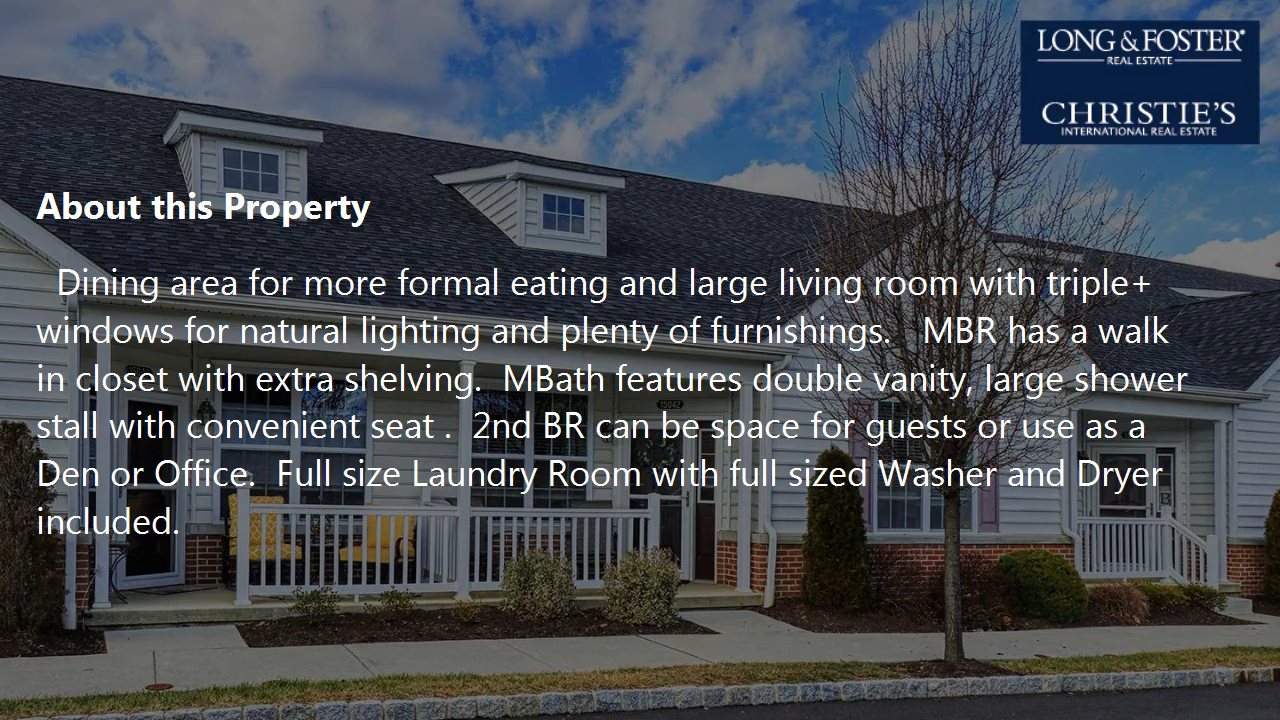 LONG & FOSTER®
REAL ESTATE
CHRISTIE'S
INTERNATIONAL REAL ESTATE
About this Property
Dining area for more formal eating and large living room with triple+
windows for natural lighting and plenty of furnishings. MBR has a walk
in closet with extra shelving. MBath features double vanity, large shower
stall with convenient seat . 2nd BR can be space for guests or use as a
Den or Office. Full size Laundry Room with full sized Washer and Dryer
included.
15042
B